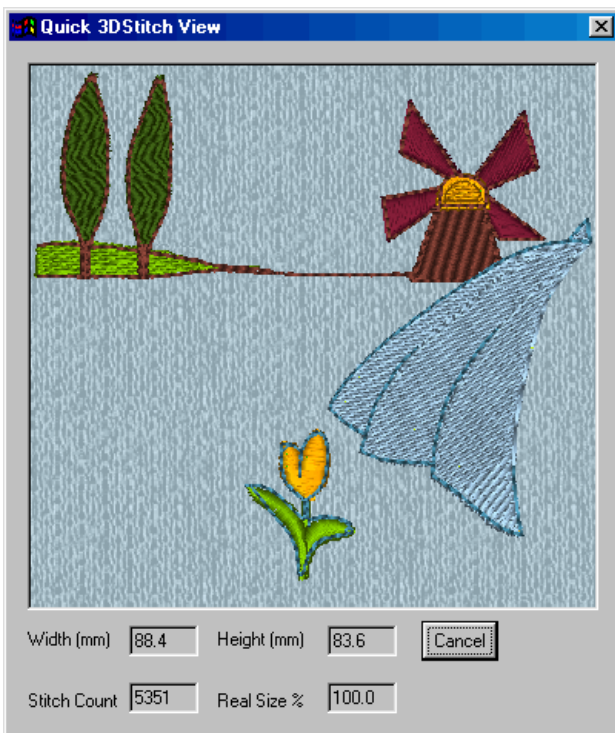 Quick 3DStitch View
Width (mm) 88.4 Height (mm) 83.6 Cancel
Stitch Count 5351 Real Size % 100.0